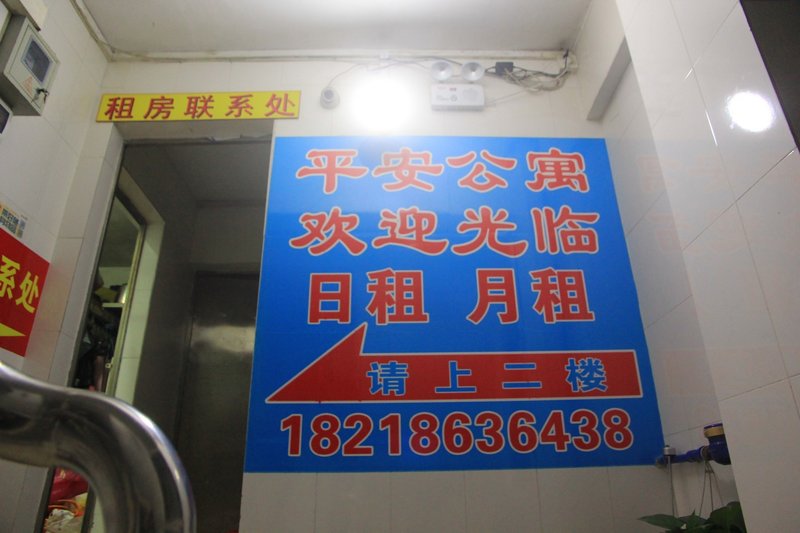 租房联系处
平安公寓
欢迎光临
日租 月租
请上二楼
18218636438
系处